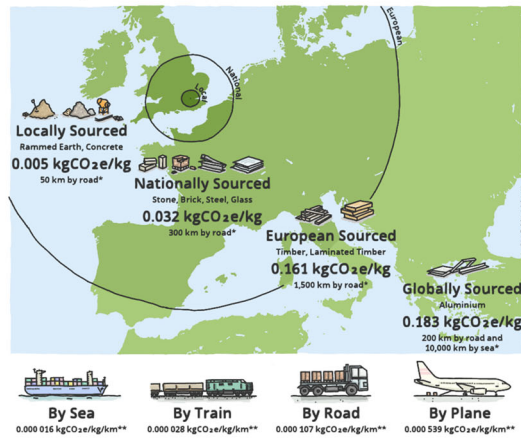 European
National
Local
Locally Sourced
Rammed Earth, Concrete
0.005 kgCO₂e/kg
50 km by road*
Nationally Sourced
Stone, Brick, Steel, Glass
0.032 kgCO₂e/kg
300 km by road*
European Sourced
Timber, Laminated Timber
0.161 kgCO₂e/kg
1,500 km by road*
Globally Sourced
Aluminium
0.183 kgCO₂e/kg
200 km by road and
10,000 km by sea*
By Sea
0.000 016 kgCO₂e/kg/km**
By Train
0.000 028 kgCO₂e/kg/km**
By Road
0.000 107 kgCO₂e/kg/km**
By Plane
0.000 539 kgCO₂e/kg/km**